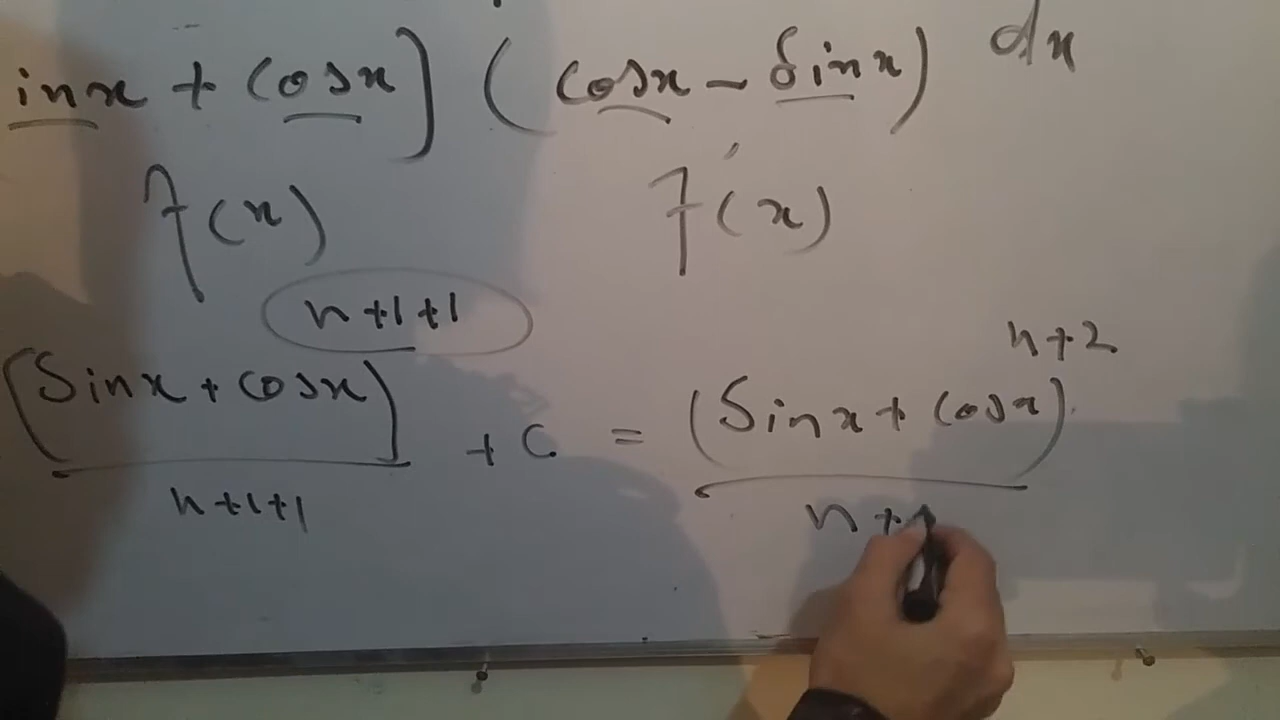 inx + Cosx] (Cosx - Sinx) dx
f(x) f'(x)
n+1+1
[Sinx + Cosx] + C = (Sinx + Cosx) n+2
n+1+1 n+